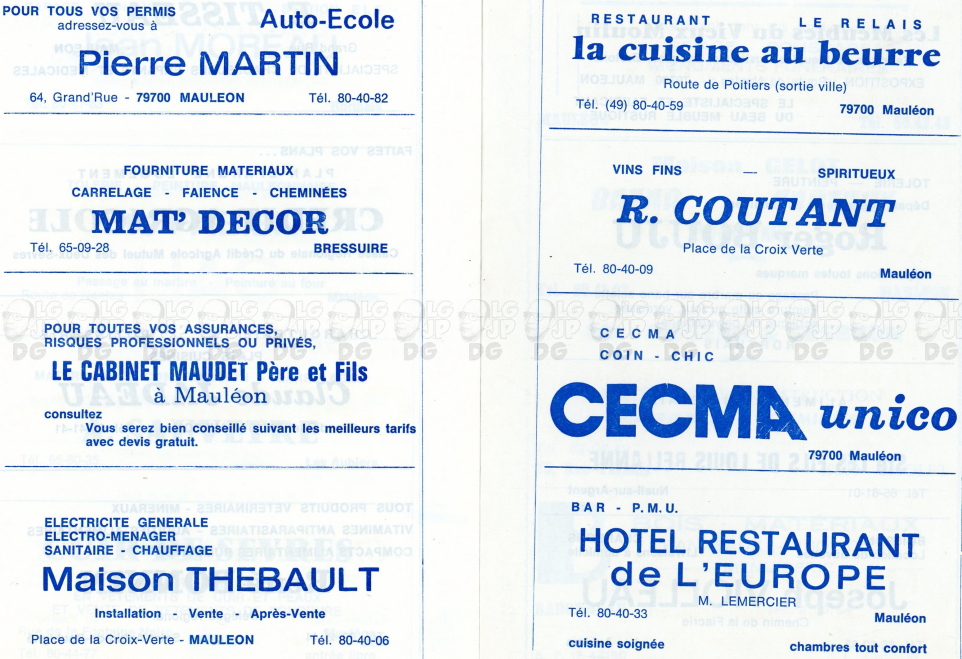 POUR TOUS VOS PERMIS
adressez-vous à
Auto-Ecole
Pierre MARTIN
64, Grand'Rue - 79700 MAULEON Tél. 80-40-82
FOURNITURE MATERIAUX
CARRELAGE - FAIENCE - CHEMINÉES
MAT' DECOR
Tél. 65-09-28 BRESSUIRE
POUR TOUTES VOS ASSURANCES,
RISQUES PROFESSIONNELS OU PRIVÉS,
LE CABINET MAUDET Père et Fils
à Mauléon
consultez
Vous serez bien conseillé suivant les meilleurs tarifs
avec devis gratuit.
ELECTRICITE GENERALE
ELECTRO-MENAGER
SANITAIRE - CHAUFFAGE
Maison THEBAULT
Installation - Vente - Après-Vente
Place de la Croix-Verte - MAULEON Tél. 80-40-06
RESTAURANT LE RELAIS
la cuisine au beurre
Route de Poitiers (sortie ville)
Tél. (49) 80-40-59 79700 Mauléon
VINS FINS — SPIRITUEUX
R. COUTANT
Place de la Croix Verte
Tél. 80-40-09 Mauléon
CECMA
COIN - CHIC
CECMA unico
79700 Mauléon
BAR - P.M.U.
HOTEL RESTAURANT
de L'EUROPE
M. LEMERCIER
Tél. 80-40-33 Mauléon
cuisine soignée chambres tout confort